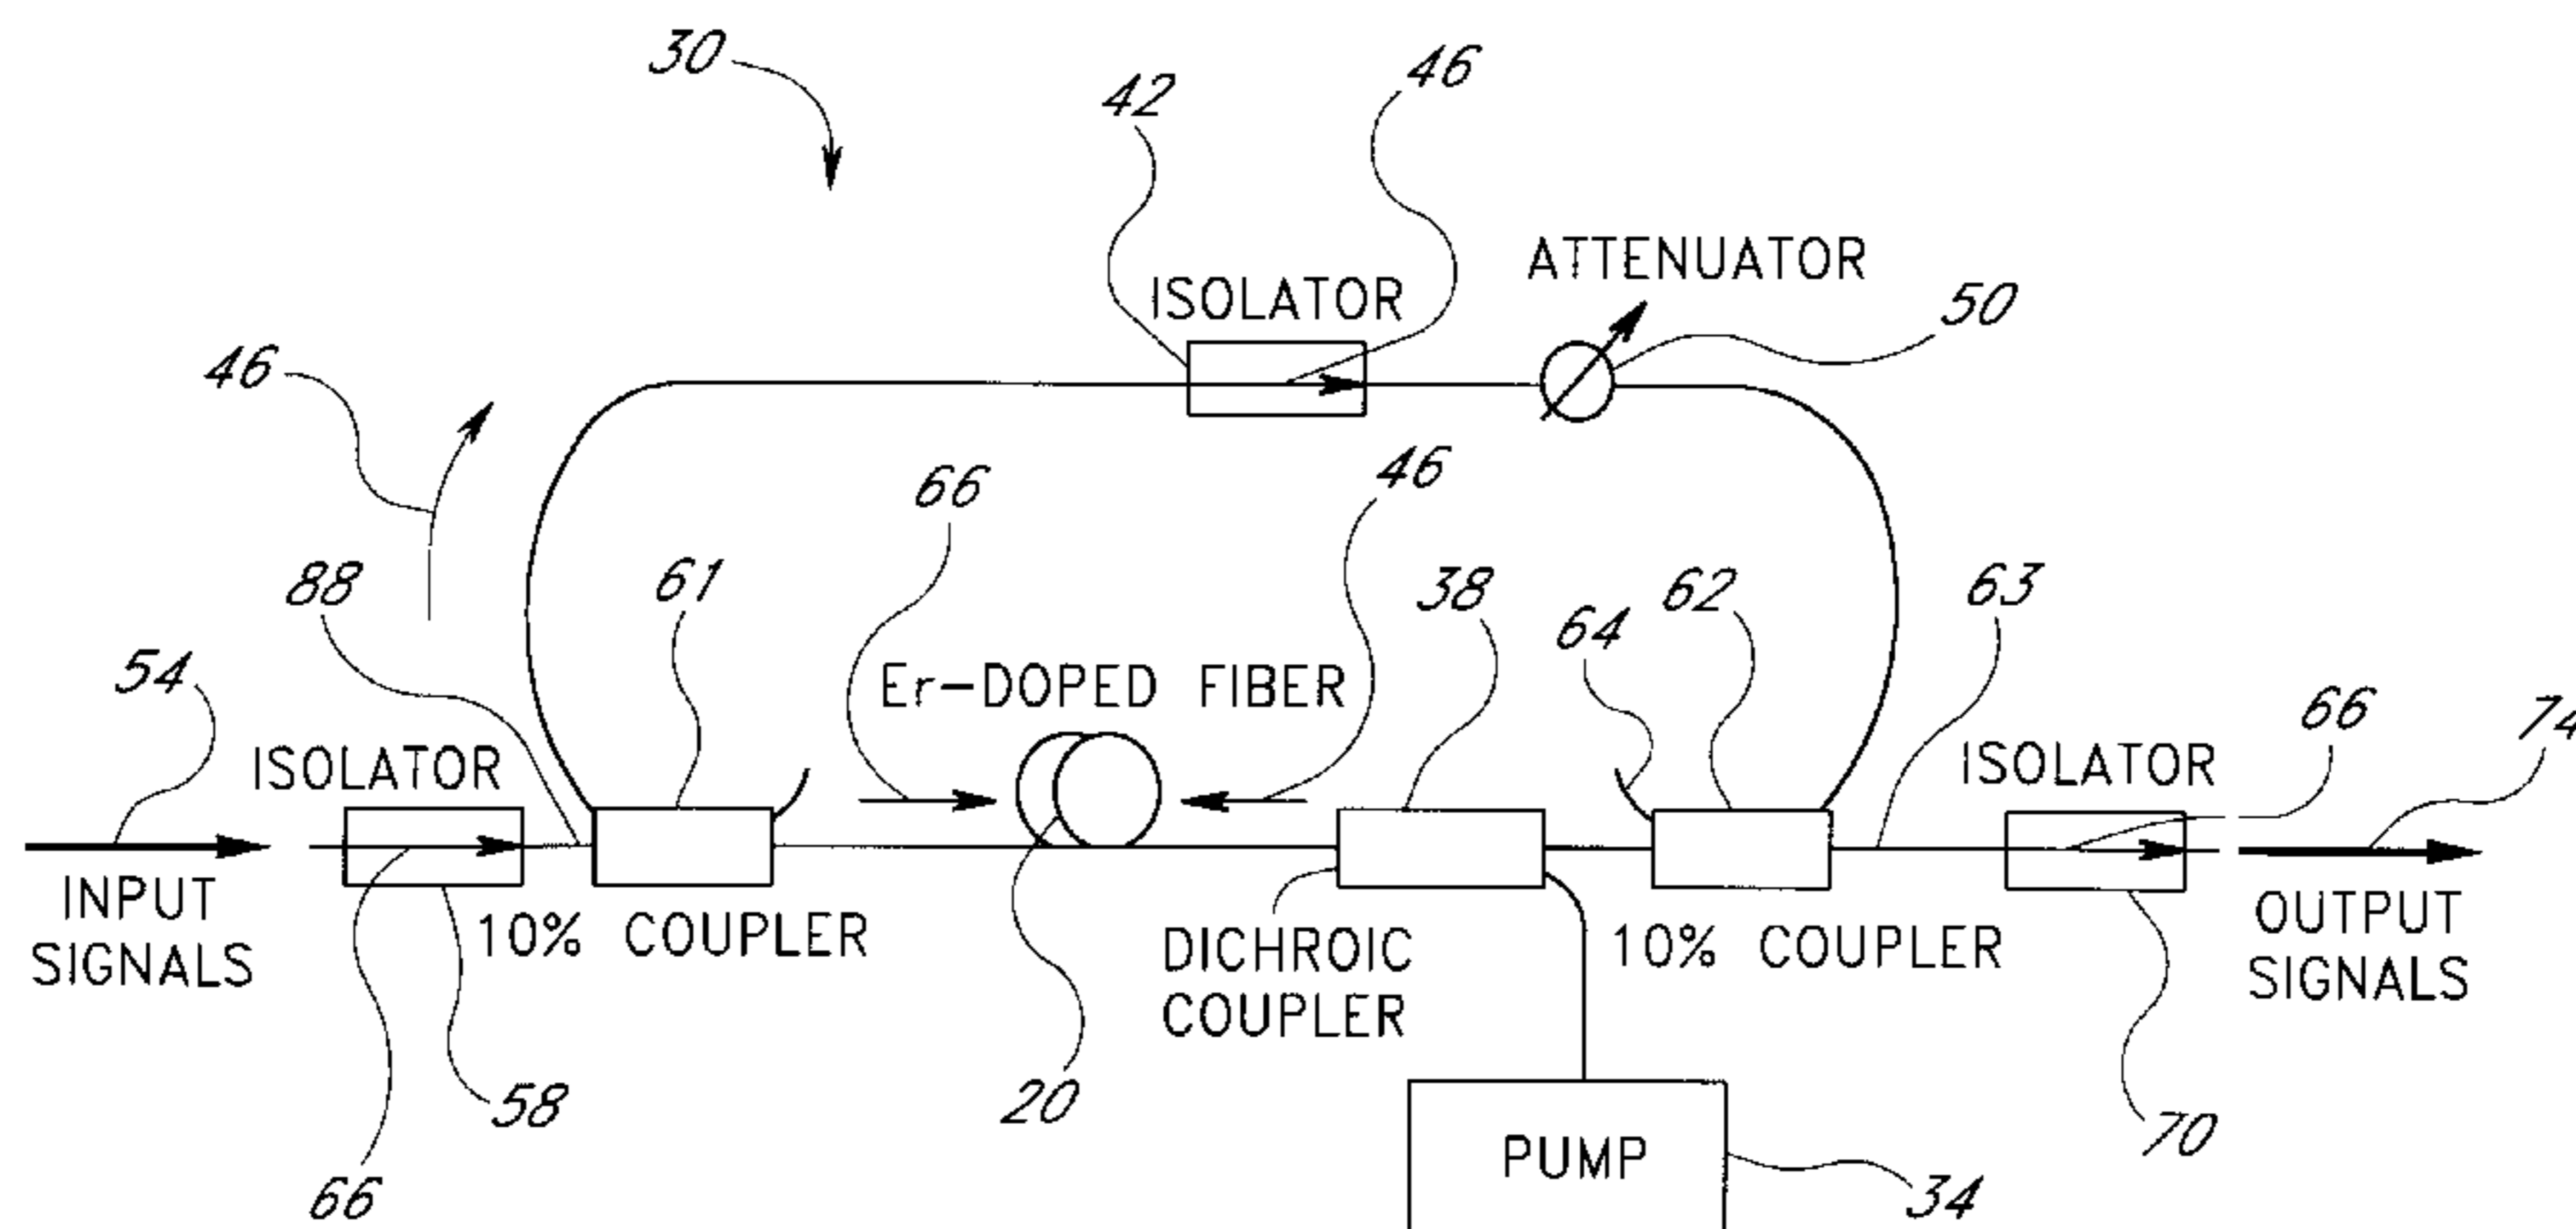 30
42
46
ISOLATOR
ATTENUATOR
50
46
66
46
88
61
38
62
63
64
54
Er-DOPED FIBER
66
74
ISOLATOR
ISOLATOR
INPUT
SIGNALS
10% COUPLER
DICHROIC
COUPLER
10% COUPLER
OUTPUT
SIGNALS
58
20
70
66
PUMP
34